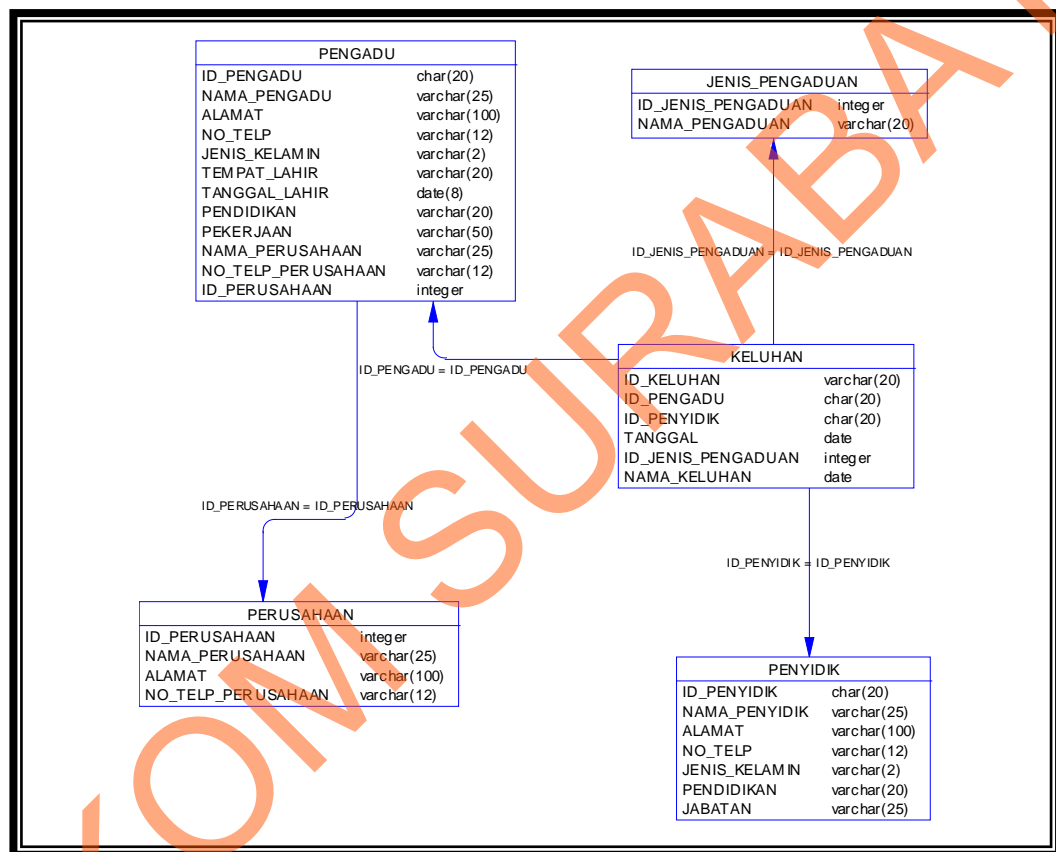 PENGADU
ID_PENGADU char(20)
NAMA_PENGADU varchar(25)
ALAMAT varchar(100)
NO_TELP varchar(12)
JENIS_KELAMIN varchar(2)
TEMPAT_LAHIR varchar(20)
TANGGAL_LAHIR date(8)
PENDIDIKAN varchar(20)
PEKERJAAN varchar(50)
NAMA_PERUSAHAAN varchar(25)
NO_TELP_PERUSAHAAN varchar(12)
ID_PERUSAHAAN integer
JENIS_PENGADUAN
ID_JENIS_PENGADUAN integer
NAMA_PENGADUAN varchar(20)
ID_JENIS_PENGADUAN = ID_JENIS_PENGADUAN
ID_PENGADU = ID_PENGADU
KELUHAN
ID_KELUHAN varchar(20)
ID_PENGADU char(20)
ID_PENYIDIK char(20)
TANGGAL date
ID_JENIS_PENGADUAN integer
NAMA_KELUHAN date
ID_PERUSAHAAN = ID_PERUSAHAAN
ID_PENYIDIK = ID_PENYIDIK
PERUSAHAAN
ID_PERUSAHAAN integer
NAMA_PERUSAHAAN varchar(25)
ALAMAT varchar(100)
NO_TELP_PERUSAHAAN varchar(12)
PENYIDIK
ID_PENYIDIK char(20)
NAMA_PENYIDIK varchar(25)
ALAMAT varchar(100)
NO_TELP varchar(12)
JENIS_KELAMIN varchar(2)
PENDIDIKAN varchar(20)
JABATAN varchar(25)
OM SURABA